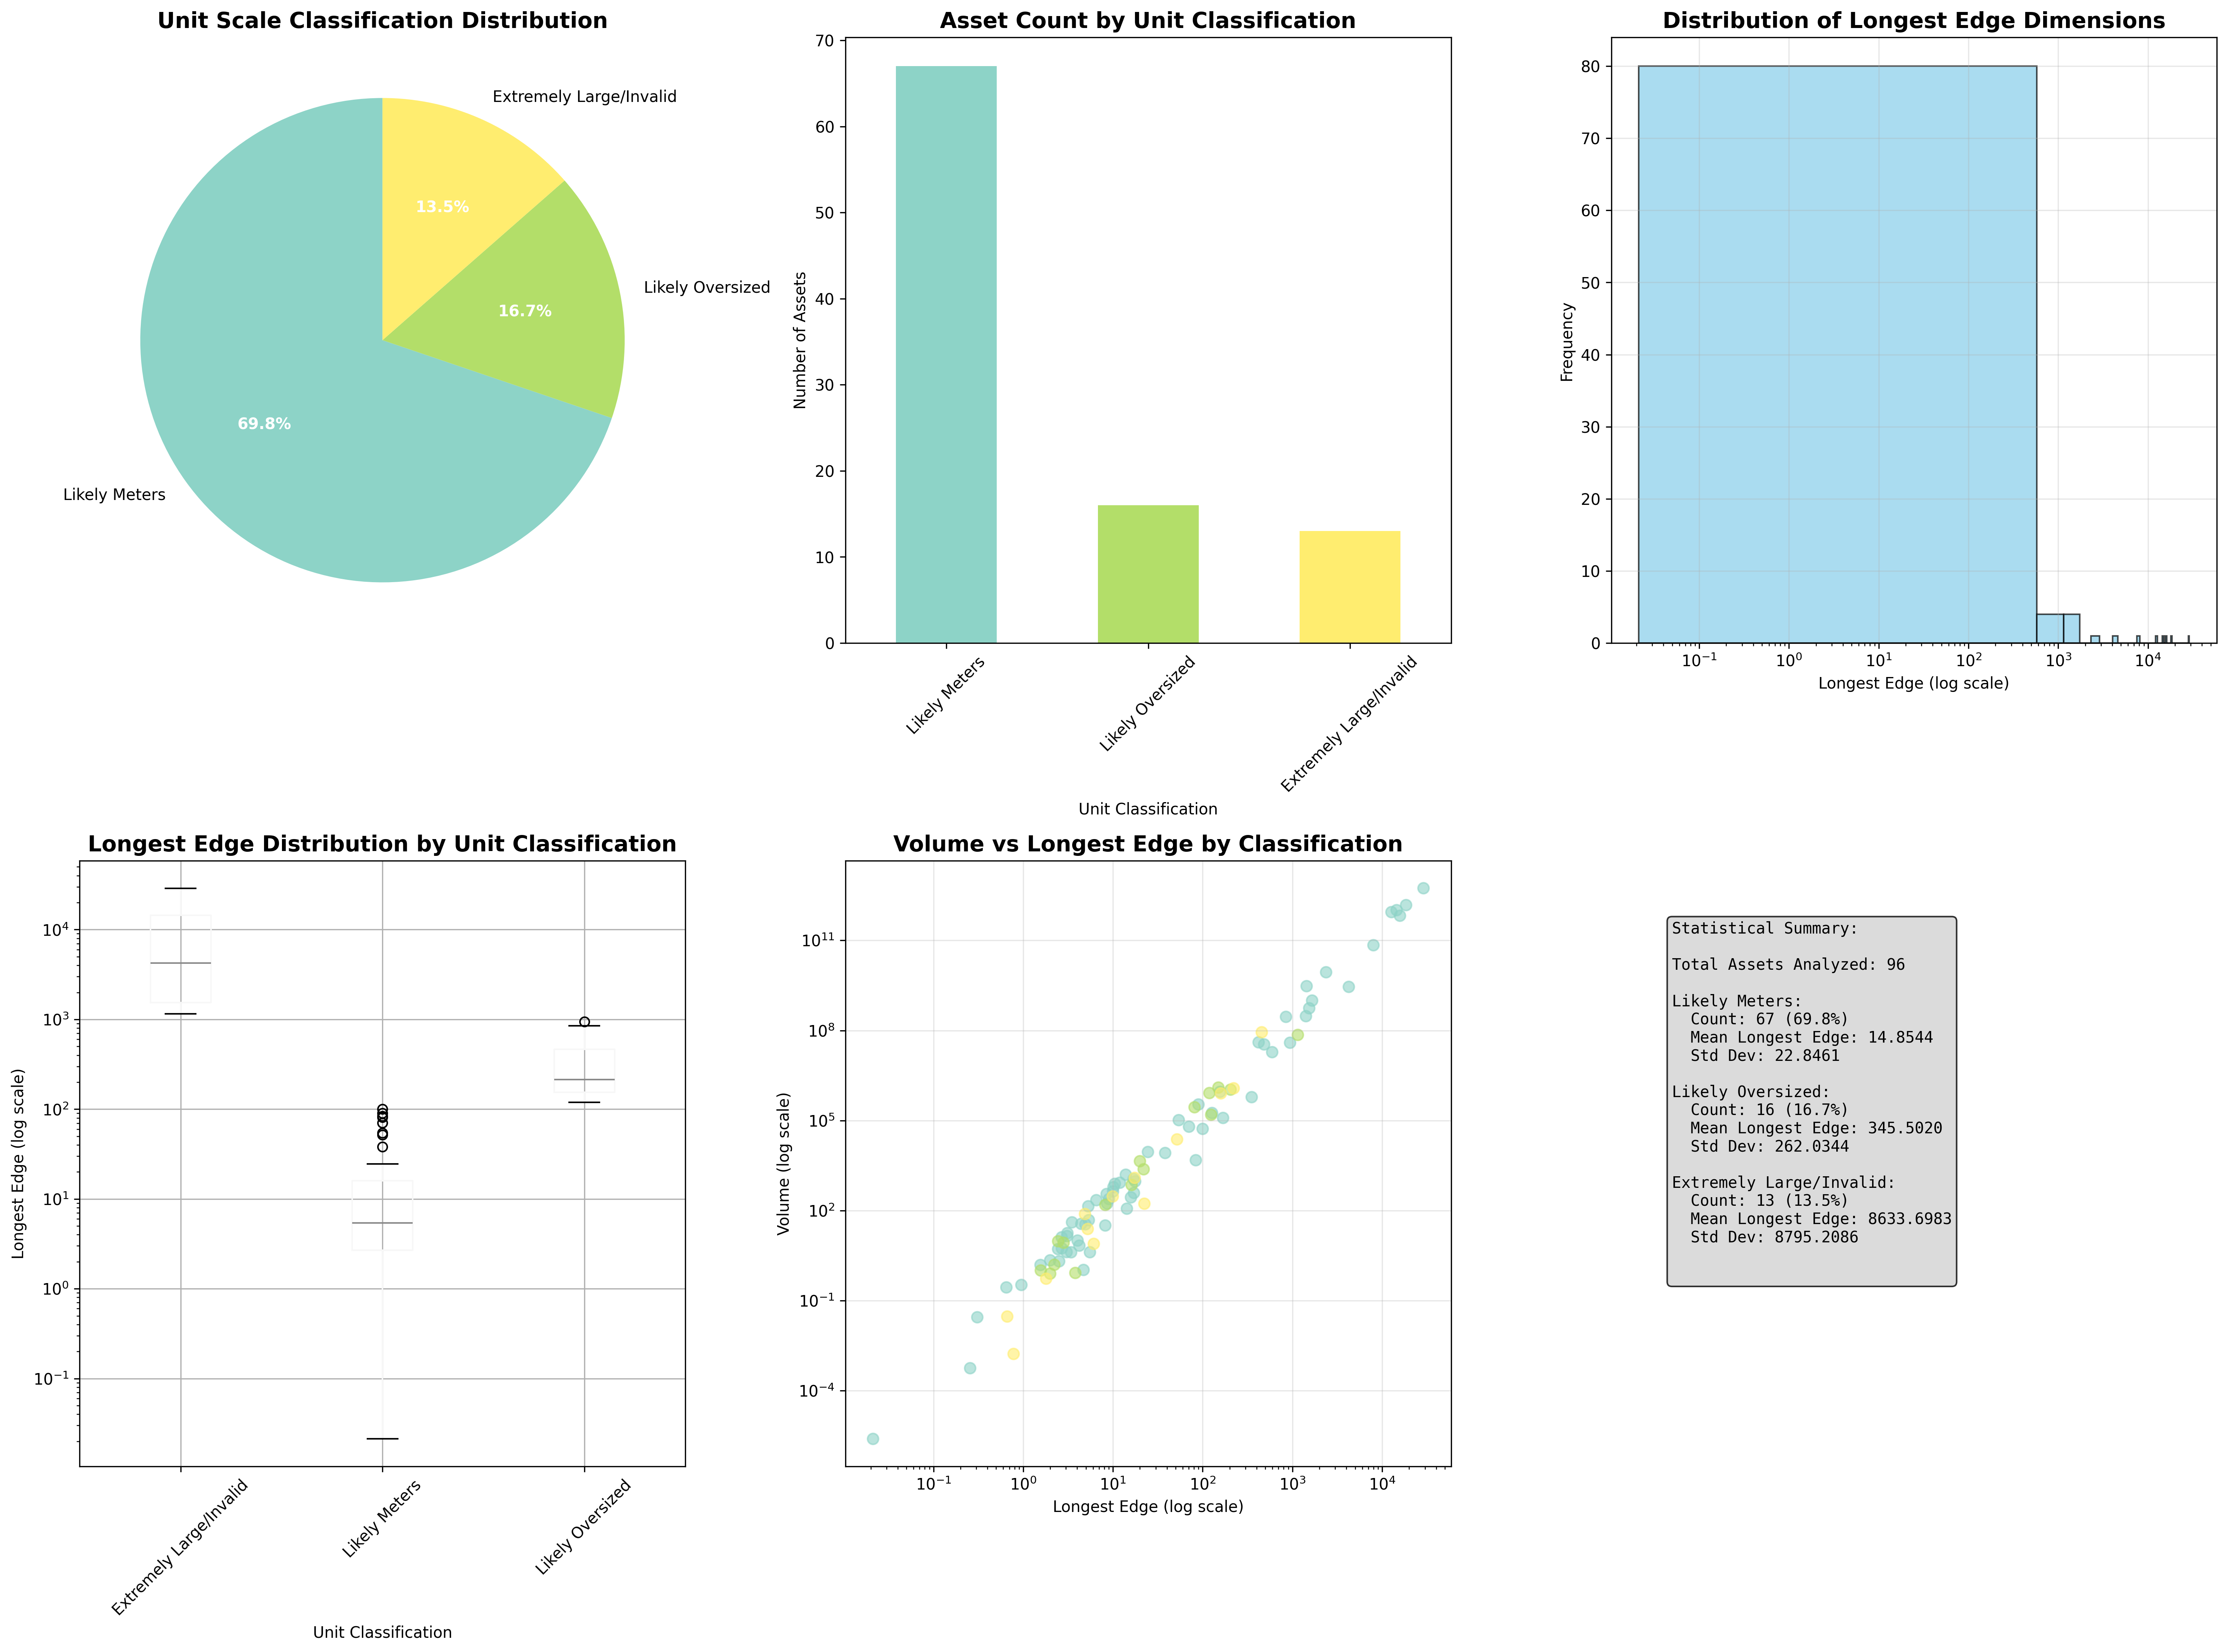 Unit Scale Classification Distribution
Extremely Large/Invalid
13.5%
Likely Oversized
16.7%
69.8%
Likely Meters
Asset Count by Unit Classification
70
60
50
40
30
20
10
0
Number of Assets
Likely Meters
Likely Oversized
Extremely Large/Invalid
Unit Classification
Distribution of Longest Edge Dimensions
80
70
60
50
40
30
20
10
0
Frequency
10⁻¹
10⁰
10¹
10²
10³
10⁴
Longest Edge (log scale)
Longest Edge Distribution by Unit Classification
10⁴
10³
10²
10¹
10⁰
10⁻¹
Longest Edge (log scale)
Extremely Large/Invalid
Likely Meters
Likely Oversized
Unit Classification
Volume vs Longest Edge by Classification
10¹¹
10⁸
10⁵
10²
10⁻¹
10⁻⁴
Volume (log scale)
10⁻¹
10⁰
10¹
10²
10³
10⁴
Longest Edge (log scale)
Statistical Summary:
Total Assets Analyzed: 96
Likely Meters:
Count: 67 (69.8%)
Mean Longest Edge: 14.8544
Std Dev: 22.8461
Likely Oversized:
Count: 16 (16.7%)
Mean Longest Edge: 345.5020
Std Dev: 262.0344
Extremely Large/Invalid:
Count: 13 (13.5%)
Mean Longest Edge: 8633.6983
Std Dev: 8795.2086